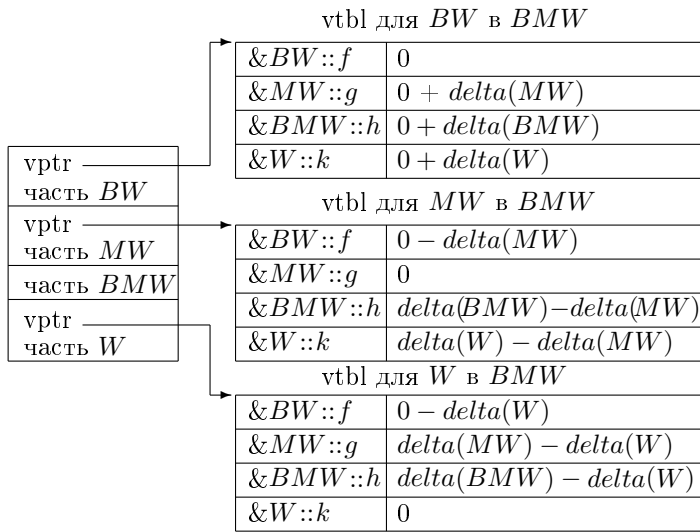 vtbl для BW в BMW
&BW::f 0
&MW::g 0 + delta(MW)
&BMW::h 0 + delta(BMW)
&W::k 0 + delta(W)
vptr
часть BW
vptr
часть MW
часть BMW
vptr
часть W
vtbl для MW в BMW
&BW::f 0 − delta(MW)
&MW::g 0
&BMW::h delta(BMW)−delta(MW)
&W::k delta(W) − delta(MW)
vtbl для W в BMW
&BW::f 0 − delta(W)
&MW::g delta(MW) − delta(W)
&BMW::h delta(BMW) − delta(W)
&W::k 0